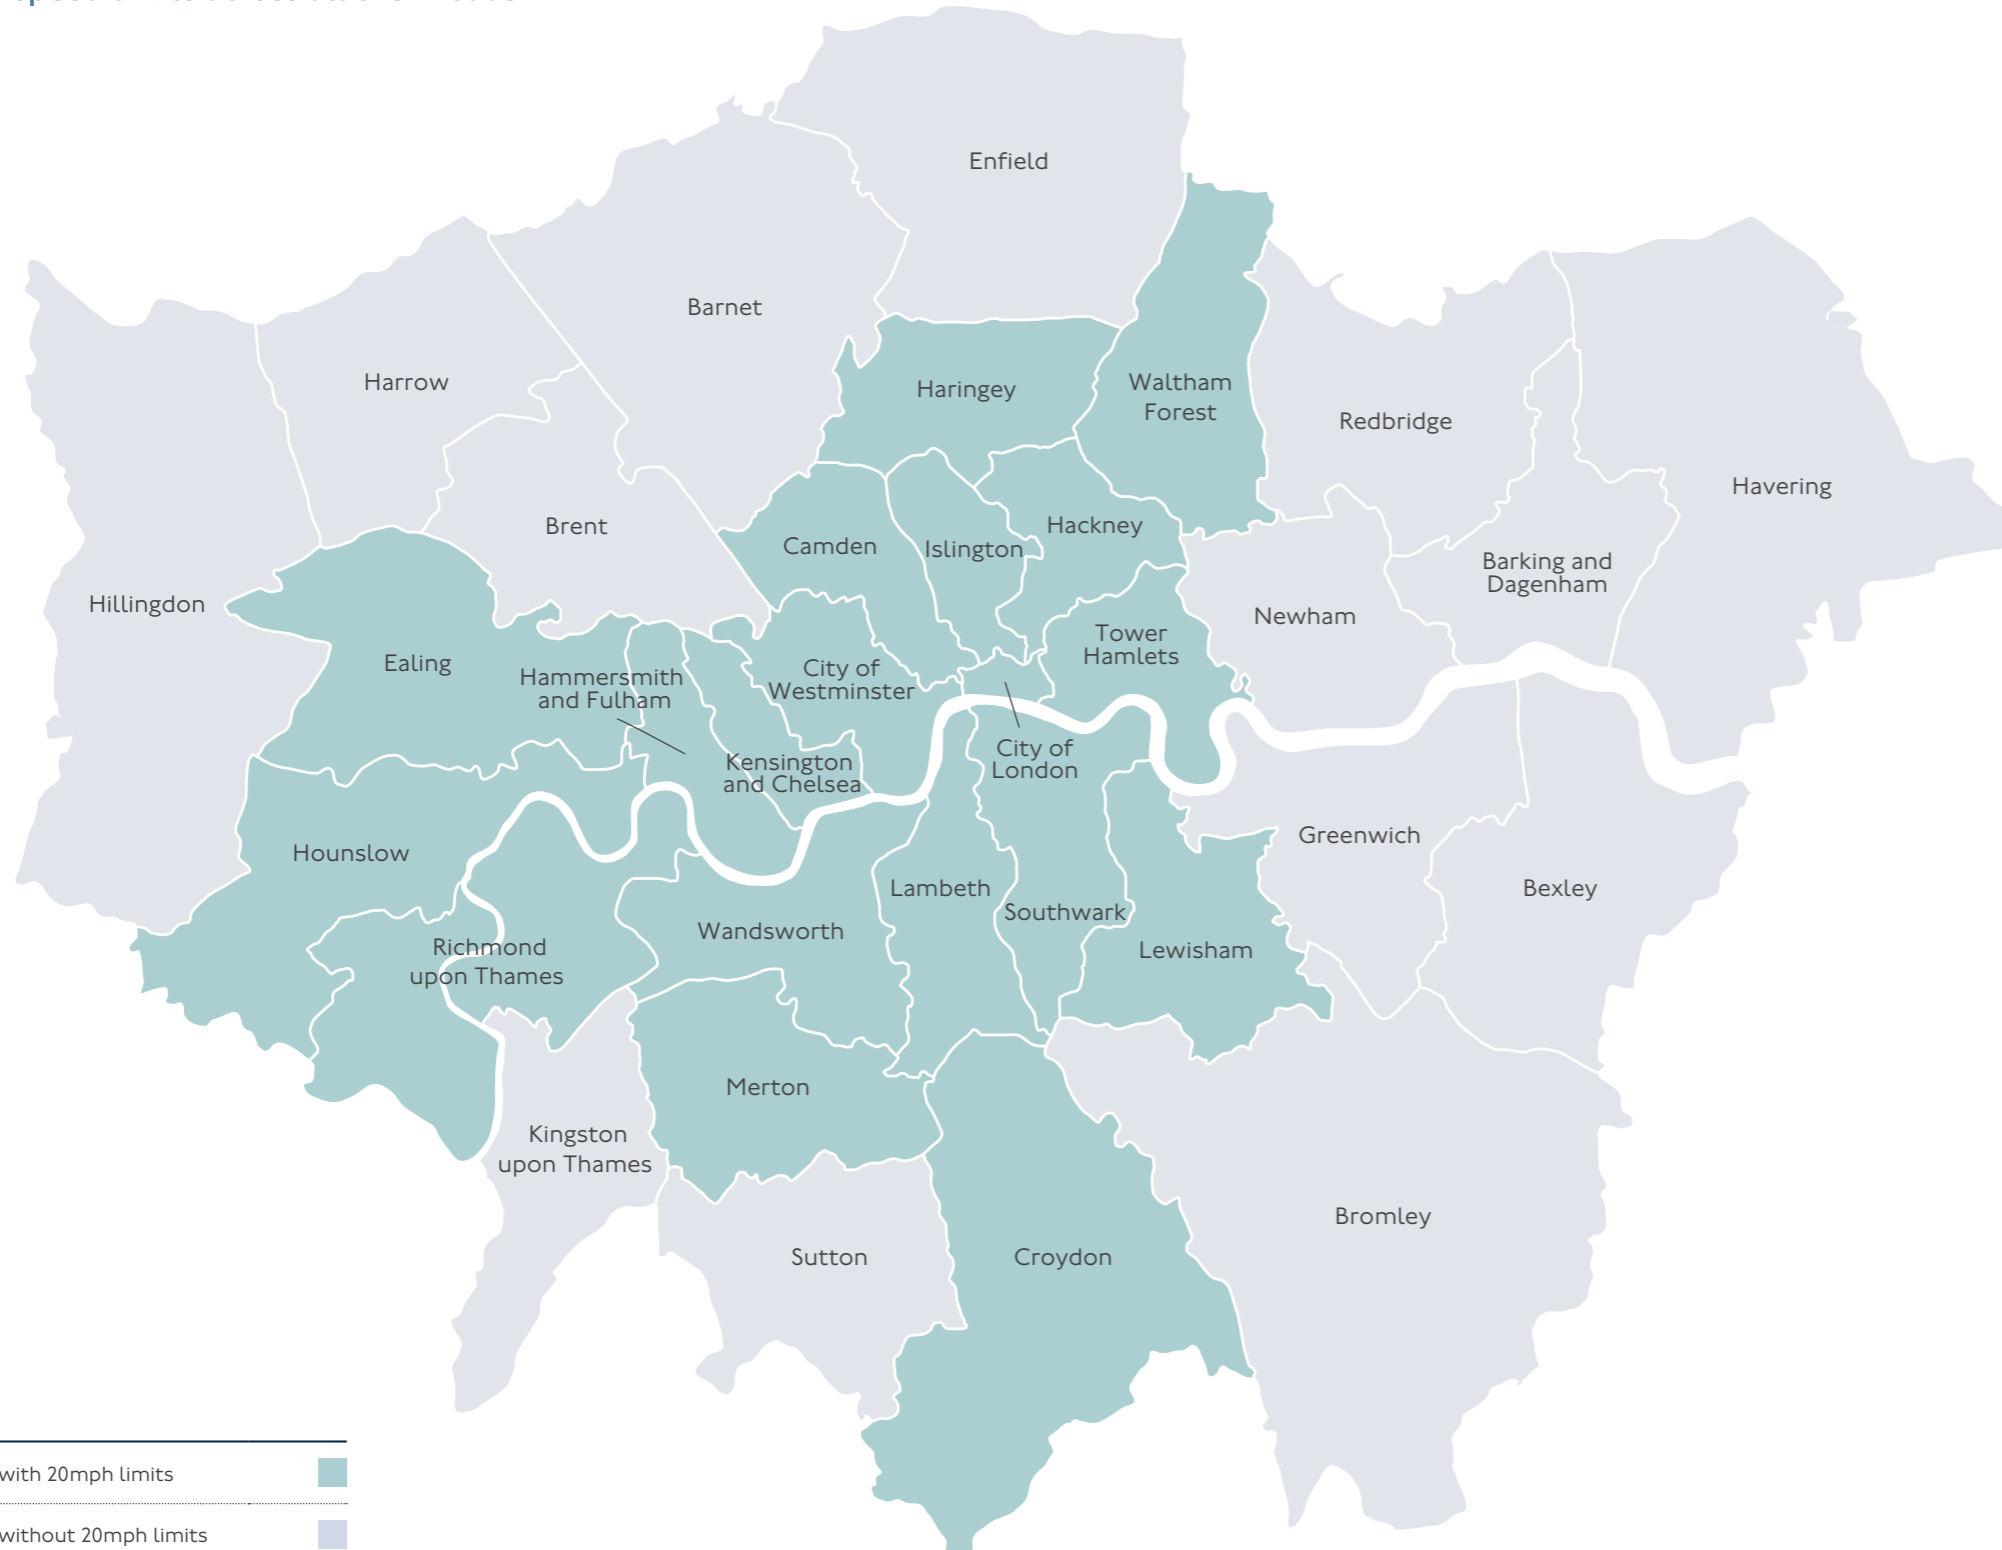 Enfield
Barnet
Harrow
Haringey
Waltham
Forest
Redbridge
Havering
Brent
Camden
Islington
Hackney
Barking and
Dagenham
Hillingdon
Newham
Ealing
Hammersmith
and Fulham
City of
Westminster
Tower
Hamlets
Kensington
and Chelsea
City of
London
Hounslow
Greenwich
Lambeth
Bexley
Southwark
Wandsworth
Richmond
upon Thames
Lewisham
Merton
Kingston
upon Thames
Bromley
Sutton
Croydon
with 20mph limits
without 20mph limits